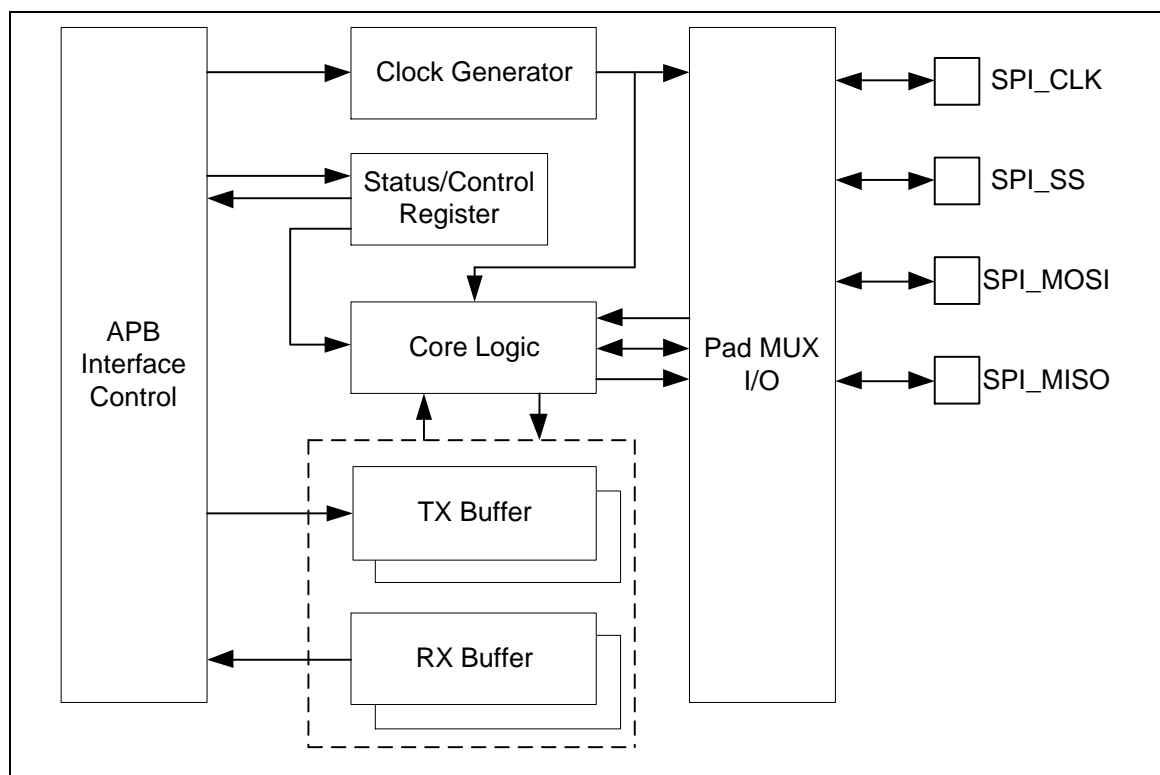 Clock Generator
SPI_CLK
Status/Control
Register
SPI_SS
SPI_MOSI
APB
Interface
Control
Core Logic
Pad MUX
I/O
SPI_MISO
TX Buffer
RX Buffer